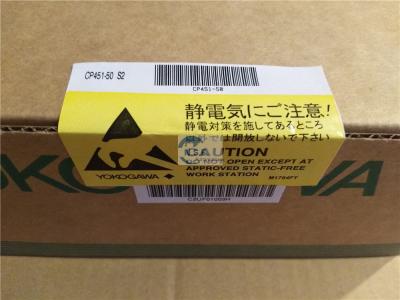 CP451-50 S2
CP451-50
静電気にご注意!
静電対策を施してあるところ
以外では開放しないで下さい
CAUTION
DO NOT OPEN EXCEPT AT
APPROVED STATIC-FREE
WORK STATION
M1764FT
YOKOGAWA
YOKOGAWA